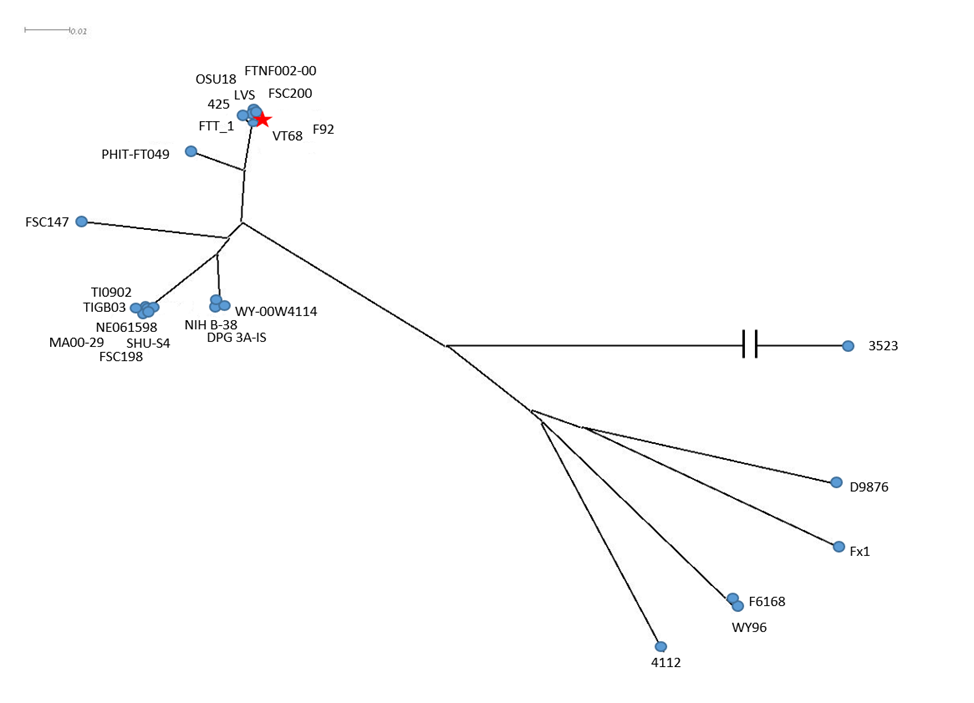 0.01
FTNF002-00
OSU18
LVS
FSC200
425
FTT_1
VT68
F92
PHIT-FT049
FSC147
TI0902
TIGB03
NE061598
MA00-29
SHU-S4
FSC198
WY-00W4114
NIH B-38
DPG 3A-IS
3523
D9876
Fx1
F6168
WY96
4112